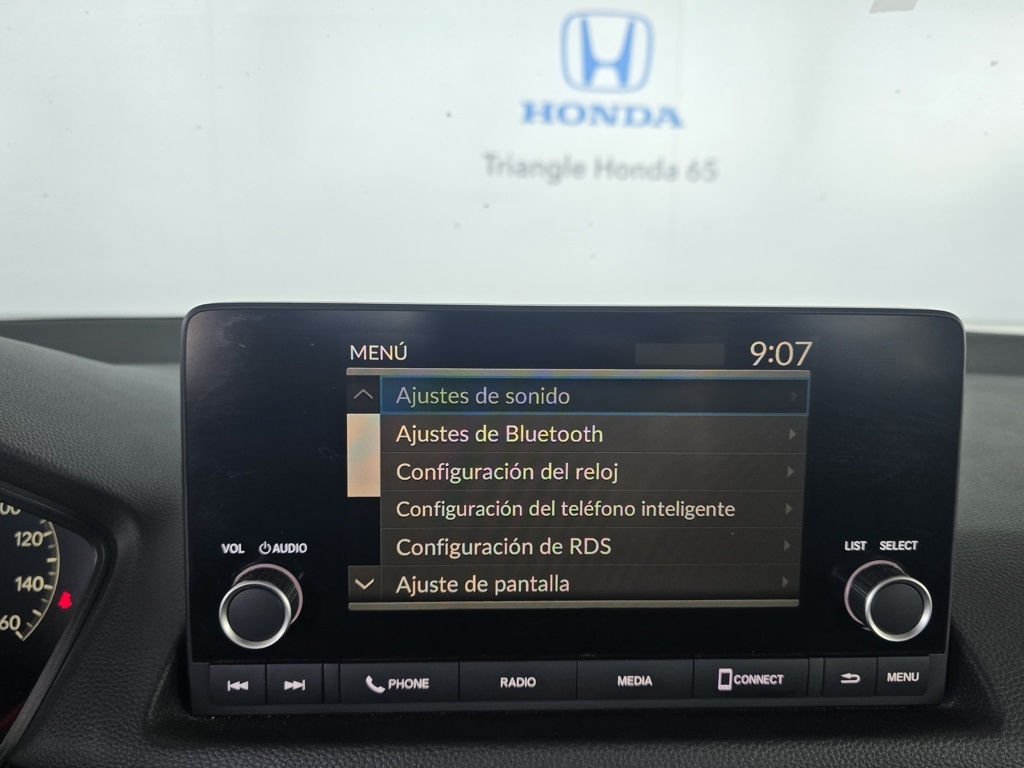 HONDA
Triangle Honda 65
MENÚ
9:07
Ajustes de sonido
Ajustes de Bluetooth
Configuración del reloj
Configuración del teléfono inteligente
Configuración de RDS
Ajuste de pantalla
VOL AUDIO
LIST SELECT
120
140
PHONE
RADIO
MEDIA
CONNECT
MENU